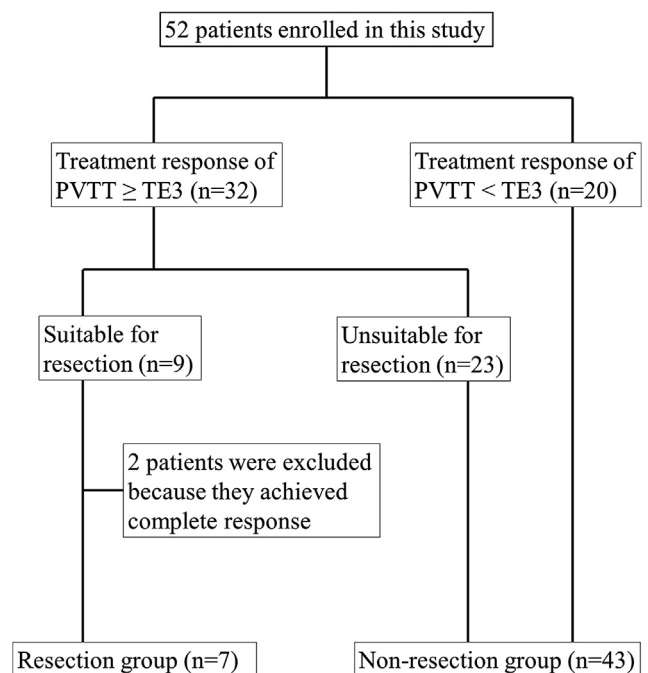 52 patients enrolled in this study
Treatment response of
PVTT ≥ TE3 (n=32)
Treatment response of
PVTT < TE3 (n=20)
Suitable for
resection (n=9)
Unsuitable for
resection (n=23)
2 patients were excluded
because they achieved
complete response
Resection group (n=7)
Non-resection group (n=43)